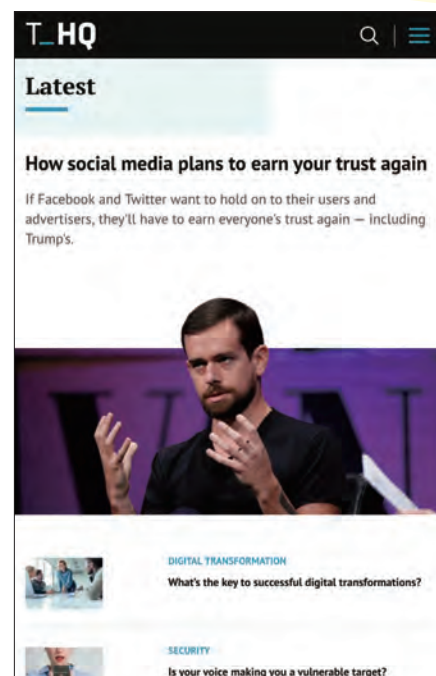 T_HQ
Latest
How social media plans to earn your trust again
If Facebook and Twitter want to hold on to their users and
advertisers, they'll have to earn everyone's trust again — including
Trump's.
DIGITAL TRANSFORMATION
What's the key to successful digital transformations?
SECURITY
Is your voice making you a vulnerable target?